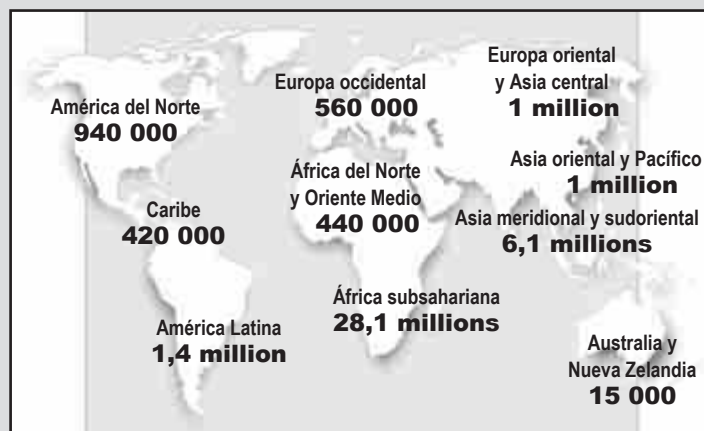 América del Norte
940 000
Europa occidental
560 000
Europa oriental
y Asia central
1 million
Caribe
420 000
África del Norte
y Oriente Medio
440 000
Asia oriental y Pacífico
1 million
Asia meridional y sudoriental
6,1 millions
América Latina
1,4 million
África subsahariana
28,1 millions
Australia y
Nueva Zelandia
15 000